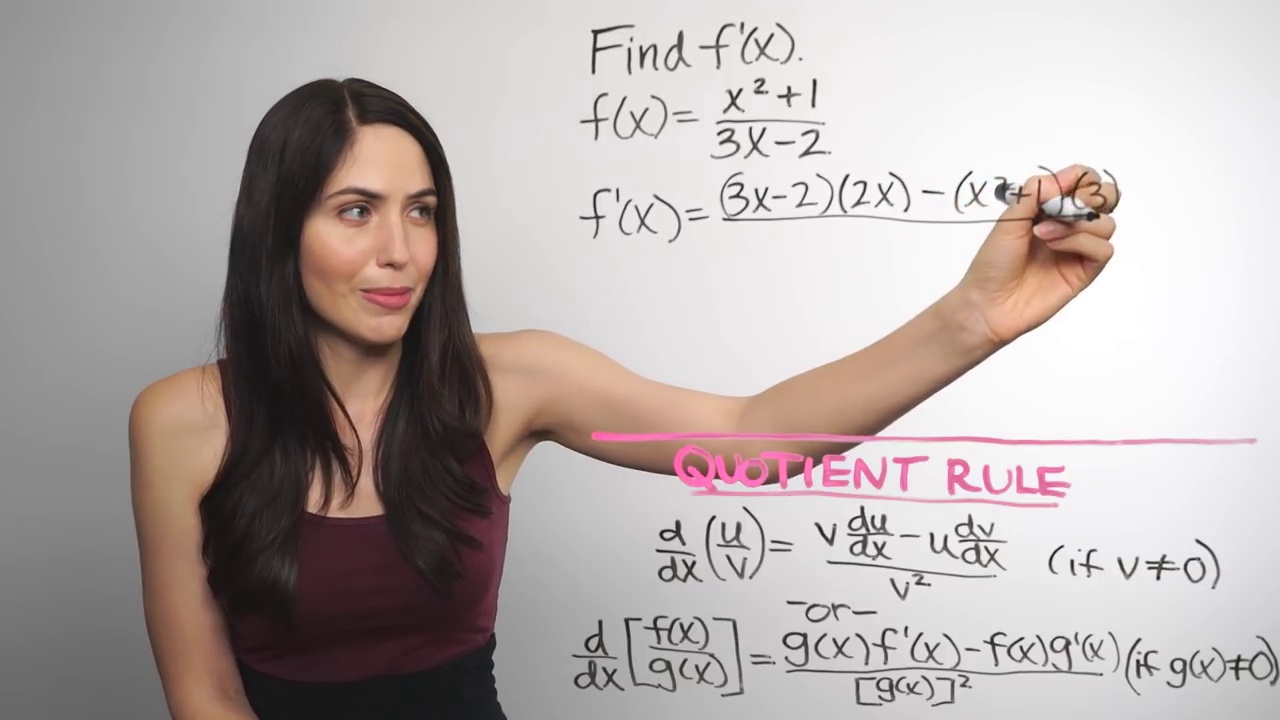 Find f'(x).
f(x) = x²+1 / 3x-2
f'(x) = (3x-2)(2x) - (x²+1)(3)
QUOTIENT RULE
d/dx (u/v) = v du/dx - u dv/dx / v² (if v≠0)
-or-
d/dx [f(x)/g(x)] = g(x)f'(x)-f(x)g'(x) / [g(x)]² (if g(x)≠0)